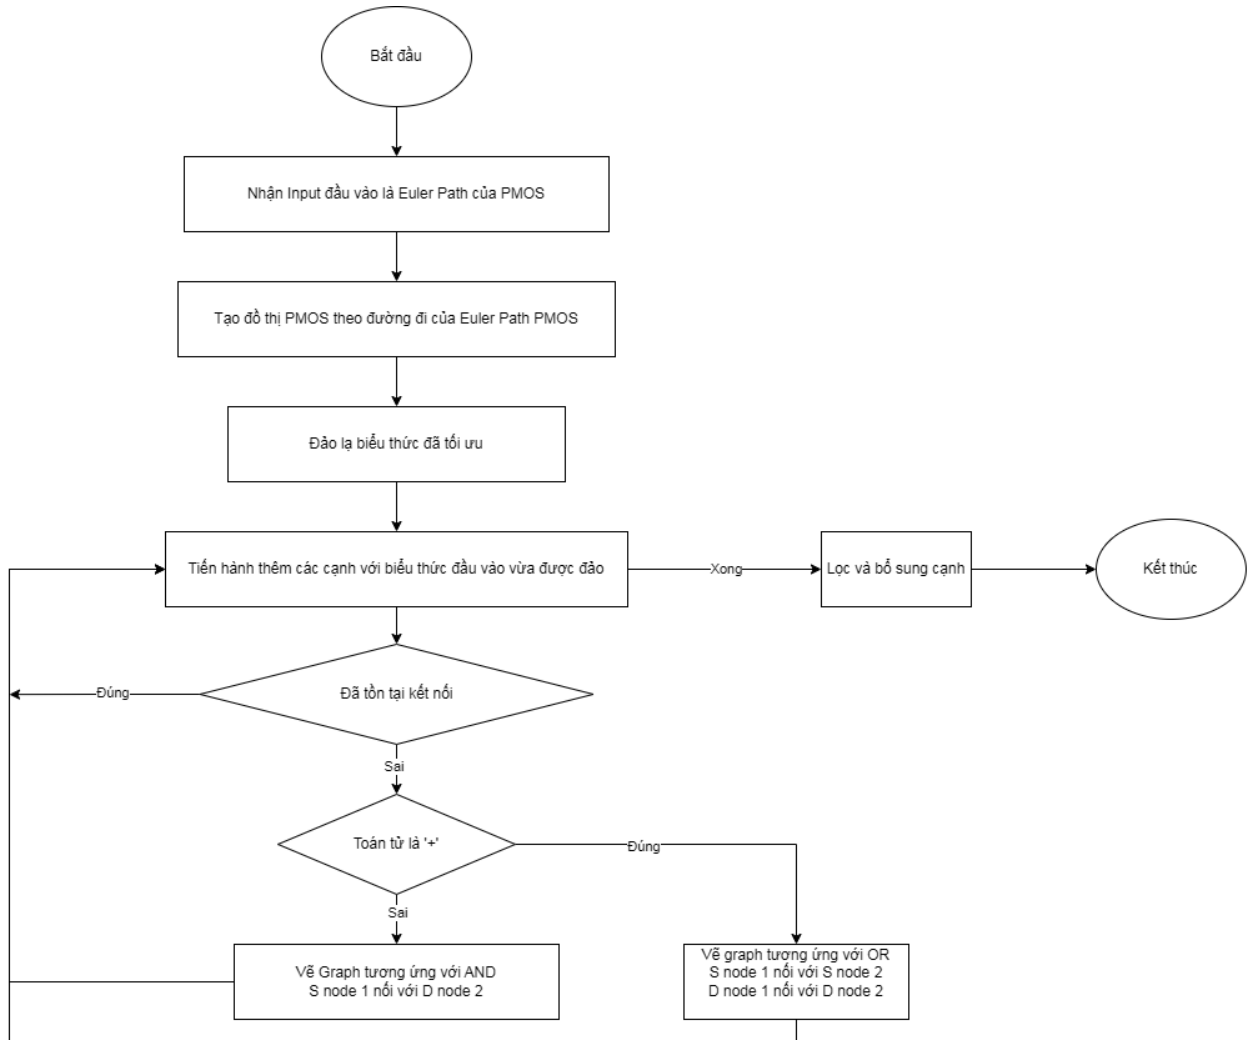 Bắt đầu
Nhận Input đầu vào là Euler Path của PMOS
Tạo đồ thị PMOS theo đường đi của Euler Path PMOS
Đảo lạ biểu thức đã tối ưu
Tiến hành thêm các cạnh với biểu thức đầu vào vừa được đảo
Xong
Lọc và bổ sung cạnh
Kết thúc
Đã tồn tại kết nối
Đúng
Sai
Toán tử là '+'
Đúng
Sai
Vẽ Graph tương ứng với AND
S node 1 nối với D node 2
Vẽ graph tương ứng với OR
S node 1 nối với S node 2
D node 1 nối với D node 2